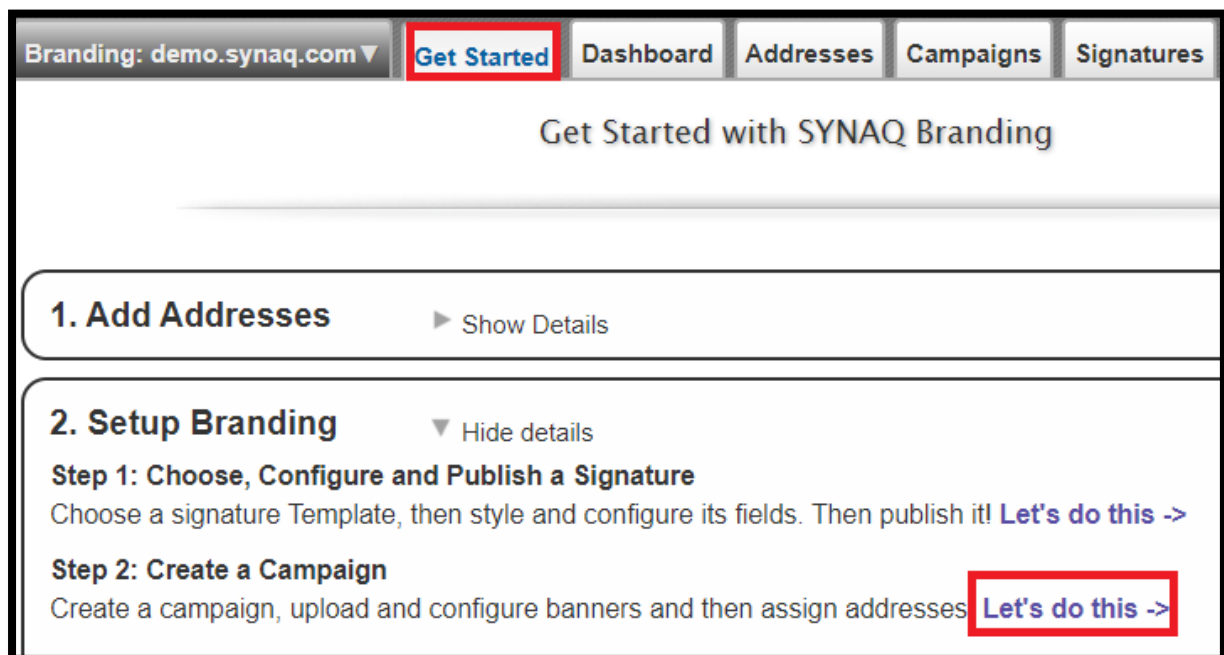 Branding: demo.synaq.com▼ Get Started Dashboard Addresses Campaigns Signatures
Get Started with SYNAQ Branding
1. Add Addresses ▶ Show Details
2. Setup Branding ▼ Hide details
Step 1: Choose, Configure and Publish a Signature
Choose a signature Template, then style and configure its fields. Then publish it! Let's do this ->
Step 2: Create a Campaign
Create a campaign, upload and configure banners and then assign addresses Let's do this ->